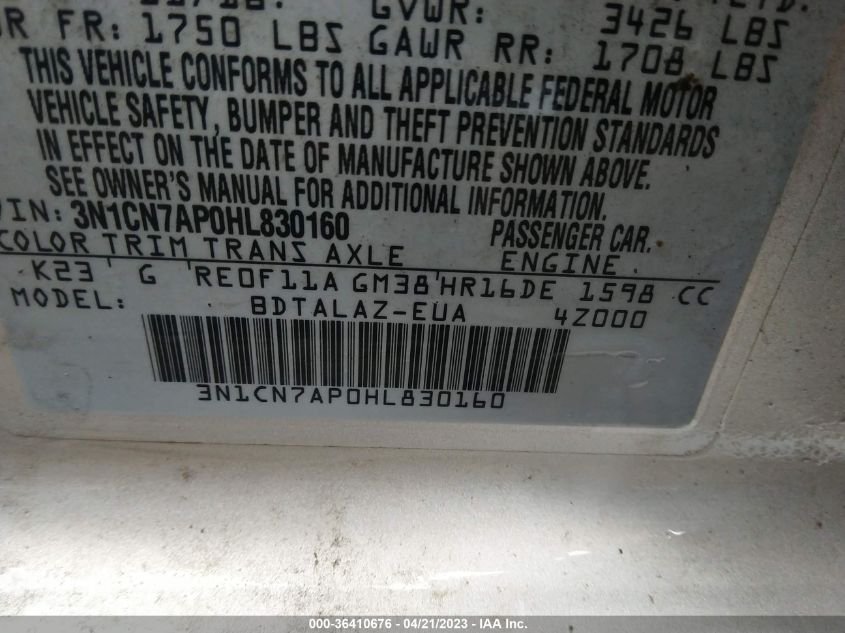 GVWR: 3426 LBS
FR: 1750 LBS GAWR RR: 1708 LBS
THIS VEHICLE CONFORMS TO ALL APPLICABLE FEDERAL MOTOR
VEHICLE SAFETY, BUMPER AND THEFT PREVENTION STANDARDS
IN EFFECT ON THE DATE OF MANUFACTURE SHOWN ABOVE.
SEE OWNER'S MANUAL FOR ADDITIONAL INFORMATION.
VIN: 3N1CN7AP0HL830160 PASSENGER CAR.
COLOR TRIM TRANS AXLE ENGINE
K23 G RE0F11A GM38 HR16DE 1598 CC
MODEL: BDTALAZ-EUA 4Z000
3N1CN7AP0HL830160
000-36410676 - 04/21/2023 - IAA Inc.